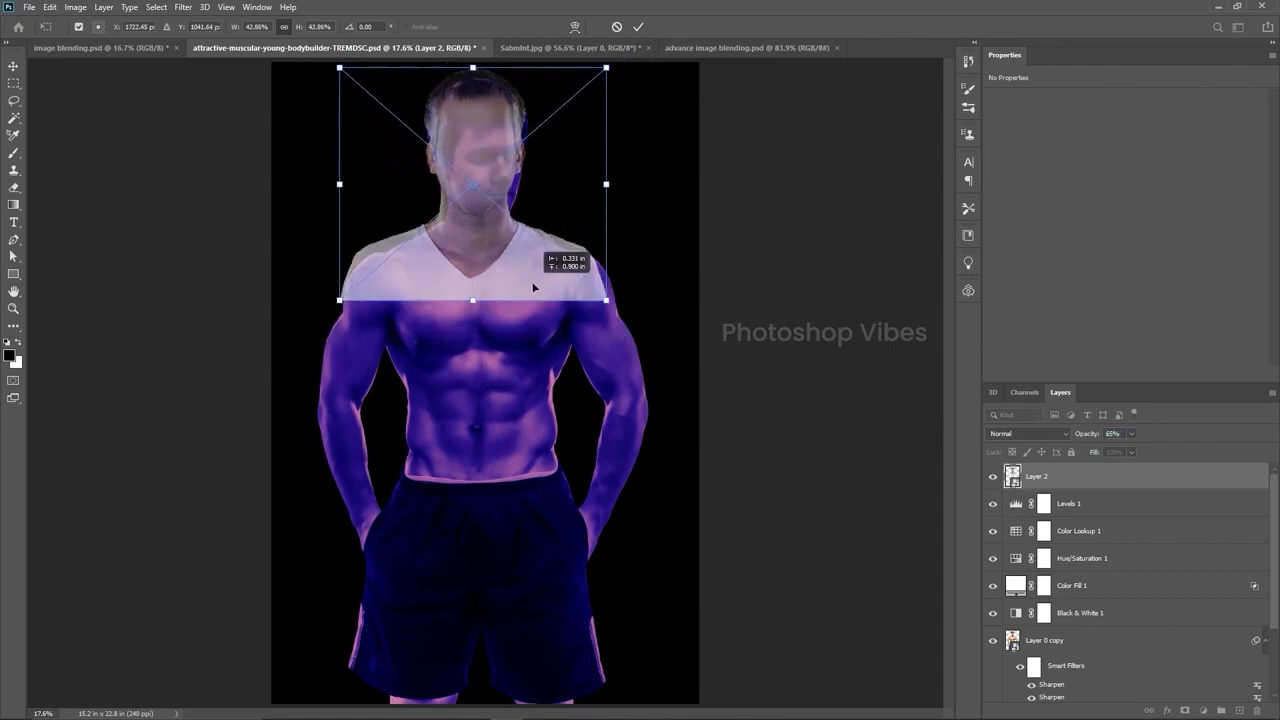 Ps File Edit Image Layer Type Select Filter 3D View Window Help
X: 1722.45 px Y: 1041.64 px W: 42.86% H: 42.86% 0.00 ° Anti-alias
image blending.psd @ 16.7% (RGB/8) * × attractive-muscular-young-bodybuilder-TREMDSC.psd @ 17.6% (Layer 2, RGB/8) * × SabmInt.jpg @ 56.6% (Layer 0, RGB/8*) * × advance image blending.psd @ 83.9% (RGB/8#) ×
Properties
No Properties
0.331 in
0.900 in
Photoshop Vibes
3D Channels Layers
Kind
Normal Opacity: 65%
Lock: Fill: 100%
Layer 2
Levels 1
Color Lookup 1
Hue/Saturation 1
Color Fill 1
Black & White 1
Layer 0 copy
Smart Filters
Sharpen
Sharpen
17.6% 15.2 in x 22.8 in (240 ppi)